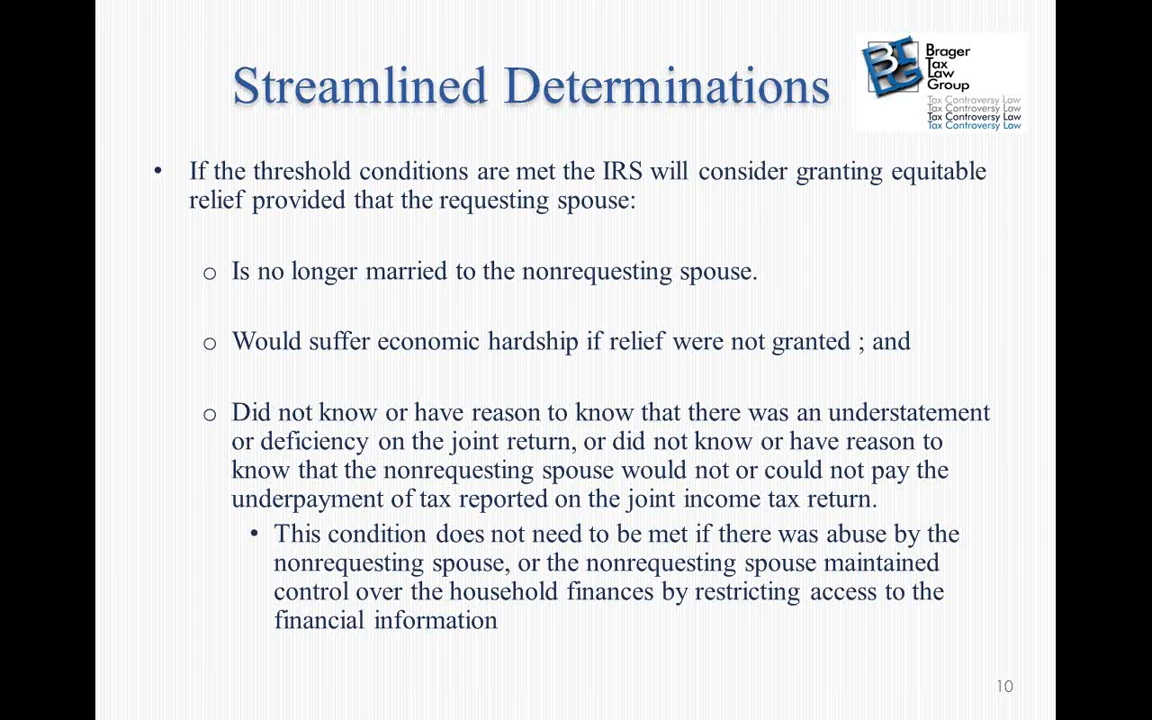 Streamlined Determinations
BTLG
Brager
Tax
Law
Group
Tax Controversy Law
Tax Controversy Law
Tax Controversy Law
Tax Controversy Law
• If the threshold conditions are met the IRS will consider granting equitable
relief provided that the requesting spouse:
o Is no longer married to the nonrequesting spouse.
o Would suffer economic hardship if relief were not granted ; and
o Did not know or have reason to know that there was an understatement
or deficiency on the joint return, or did not know or have reason to
know that the nonrequesting spouse would not or could not pay the
underpayment of tax reported on the joint income tax return.
• This condition does not need to be met if there was abuse by the
nonrequesting spouse, or the nonrequesting spouse maintained
control over the household finances by restricting access to the
financial information
10